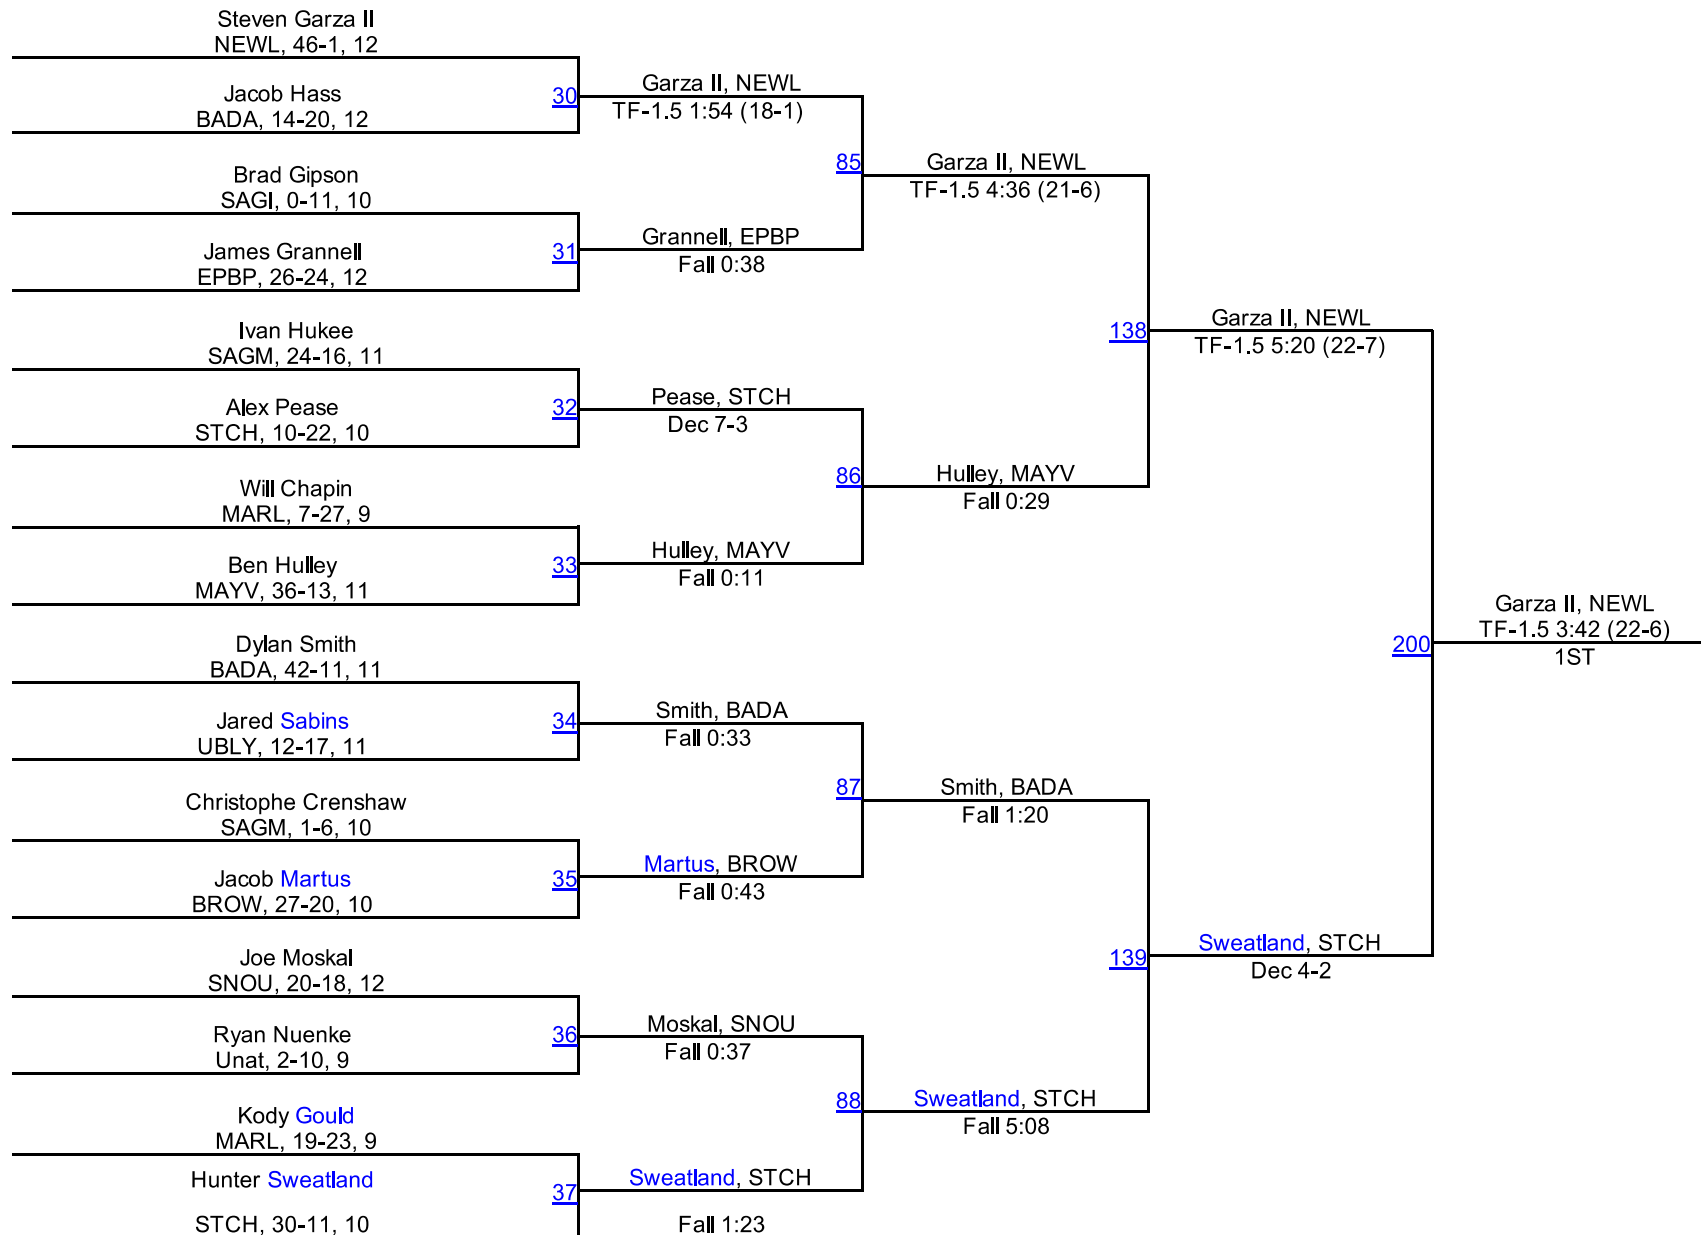 Steven Garza II
NEWL, 46-1, 12
Jacob Hass
BADA, 14-20, 12
30
Garza II, NEWL
TF-1.5 1:54 (18-1)
Brad Gipson
SAGI, 0-11, 10
James Grannell
EPBP, 26-24, 12
31
Grannell, EPBP
Fall 0:38
85
Garza II, NEWL
TF-1.5 4:36 (21-6)
Ivan Hukee
SAGM, 24-16, 11
Alex Pease
STCH, 10-22, 10
32
Pease, STCH
Dec 7-3
Will Chapin
MARL, 7-27, 9
Ben Hulley
MAYV, 36-13, 11
33
Hulley, MAYV
Fall 0:11
86
Hulley, MAYV
Fall 0:29
138
Garza II, NEWL
TF-1.5 5:20 (22-7)
Dylan Smith
BADA, 42-11, 11
Jared Sabins
UBLY, 12-17, 11
34
Smith, BADA
Fall 0:33
Christophe Crenshaw
SAGM, 1-6, 10
Jacob Martus
BROW, 27-20, 10
35
Martus, BROW
Fall 0:43
87
Smith, BADA
Fall 1:20
Joe Moskal
SNOU, 20-18, 12
Ryan Nuenke
Unat, 2-10, 9
36
Moskal, SNOU
Fall 0:37
Kody Gould
MARL, 19-23, 9
Hunter Sweatland
STCH, 30-11, 10
37
Sweatland, STCH
Fall 1:23
88
Sweatland, STCH
Fall 5:08
139
Sweatland, STCH
Dec 4-2
200
Garza II, NEWL
TF-1.5 3:42 (22-6)
1ST